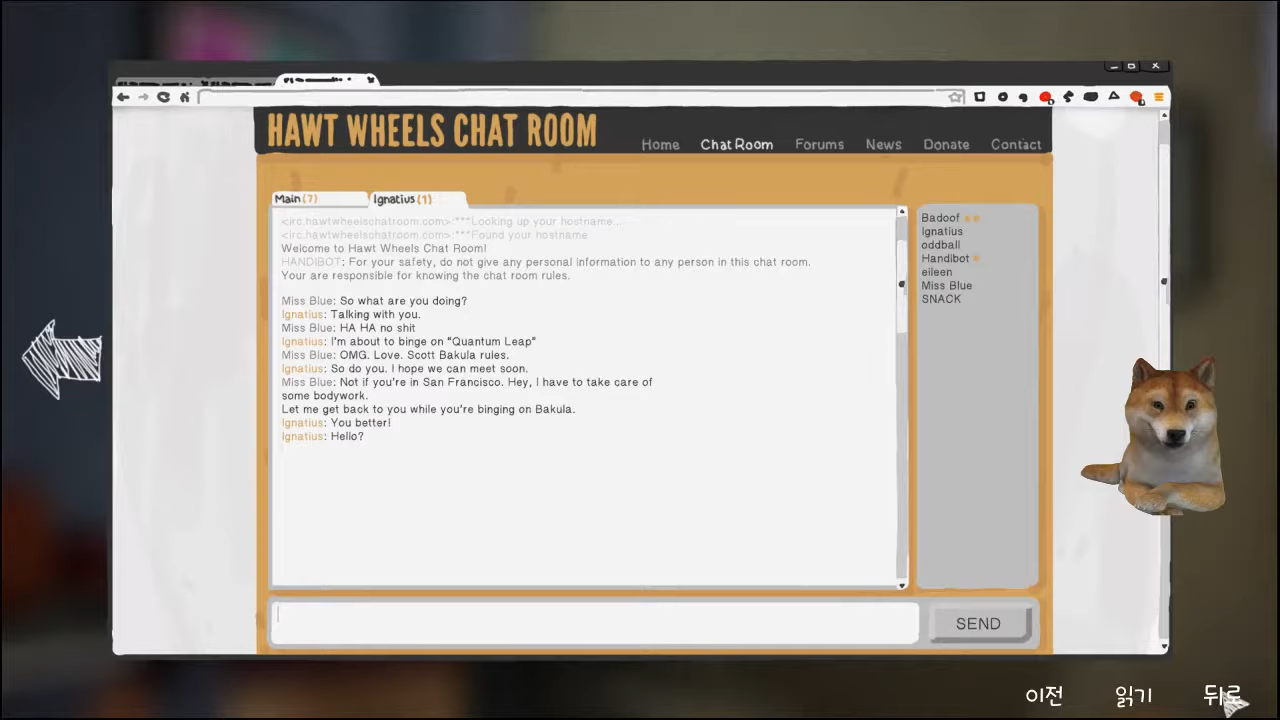 HAWT WHEELS CHAT ROOM
Home Chat Room Forums News Donate Contact
Main (7) Ignatius (1)
<irc.hawtwheelschatroom.com>:***Looking up your hostname...
<irc.hawtwheelschatroom.com>:***Found your hostname
Welcome to Hawt Wheels Chat Room!
HANDIBOT: For your safety, do not give any personal information to any person in this chat room.
Your are responsible for knowing the chat room rules.
Miss Blue: So what are you doing?
Ignatius: Talking with you.
Miss Blue: HA HA no shit
Ignatius: I'm about to binge on “Quantum Leap”
Miss Blue: OMG. Love. Scott Bakula rules.
Ignatius: So do you. I hope we can meet soon.
Miss Blue: Not if you're in San Francisco. Hey, I have to take care of
some bodywork.
Let me get back to you while you're binging on Bakula.
Ignatius: You better!
Ignatius: Hello?
Badoof
Ignatius
oddball
Handibot
eileen
Miss Blue
SNACK
SEND
이전 읽기 뒤로